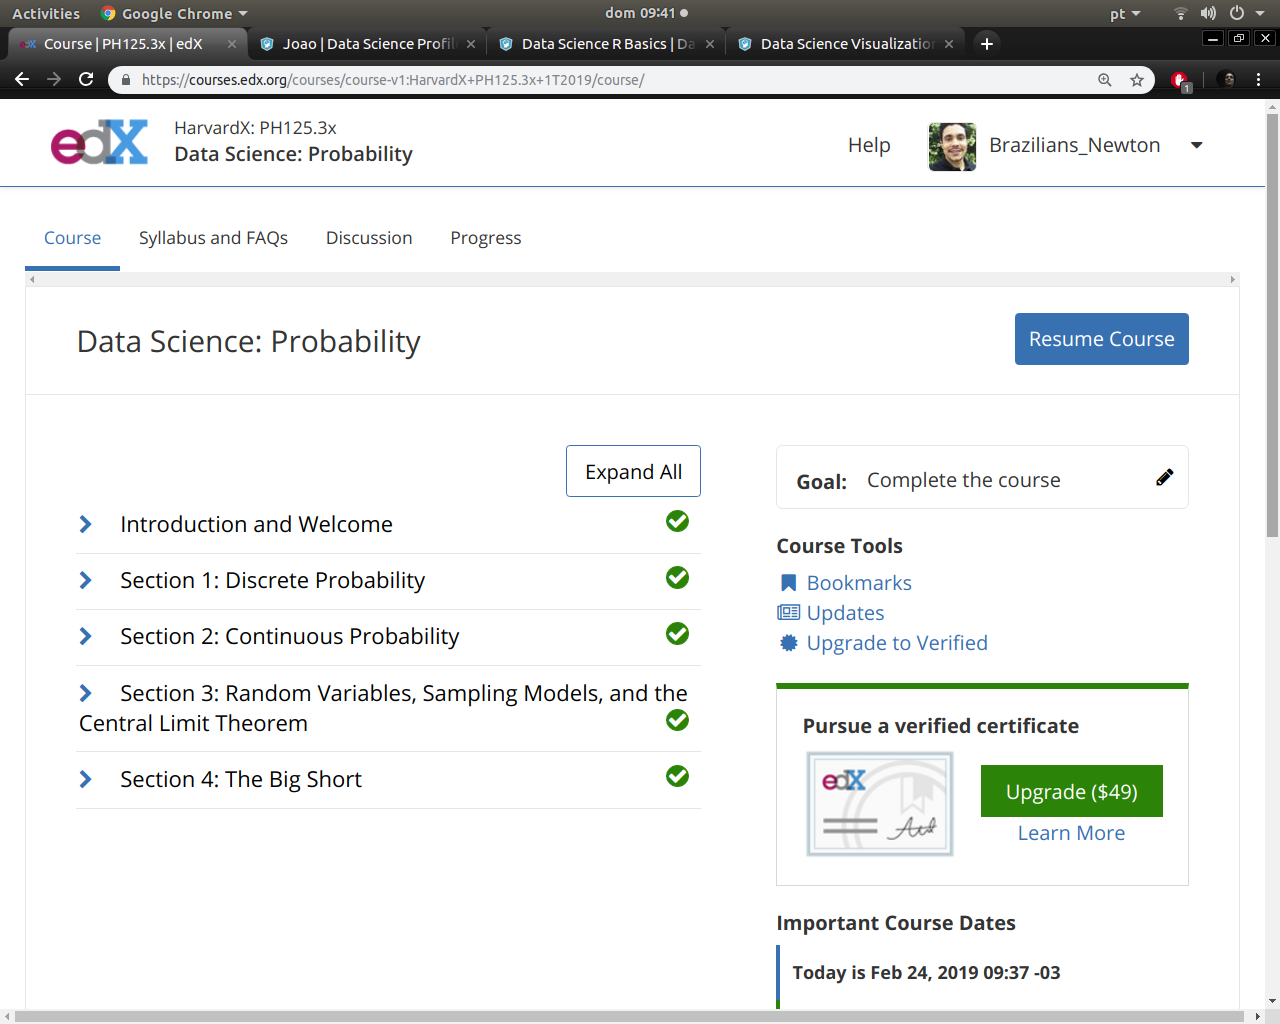 Activities Google Chrome dom 09:41 pt
Course | PH125.3x | edX Joao | Data Science Profil Data Science R Basics | Da Data Science Visualization
https://courses.edx.org/courses/course-v1:HarvardX+PH125.3x+1T2019/course/ 1
edX
HarvardX: PH125.3x
Data Science: Probability
Help Brazilians_Newton
Course Syllabus and FAQs Discussion Progress
Data Science: Probability
Resume Course
Expand All
Introduction and Welcome
Section 1: Discrete Probability
Section 2: Continuous Probability
Section 3: Random Variables, Sampling Models, and the
Central Limit Theorem
Section 4: The Big Short
Goal: Complete the course
Course Tools
Bookmarks
Updates
Upgrade to Verified
Pursue a verified certificate
edX
Upgrade ($49)
Learn More
Important Course Dates
Today is Feb 24, 2019 09:37 -03